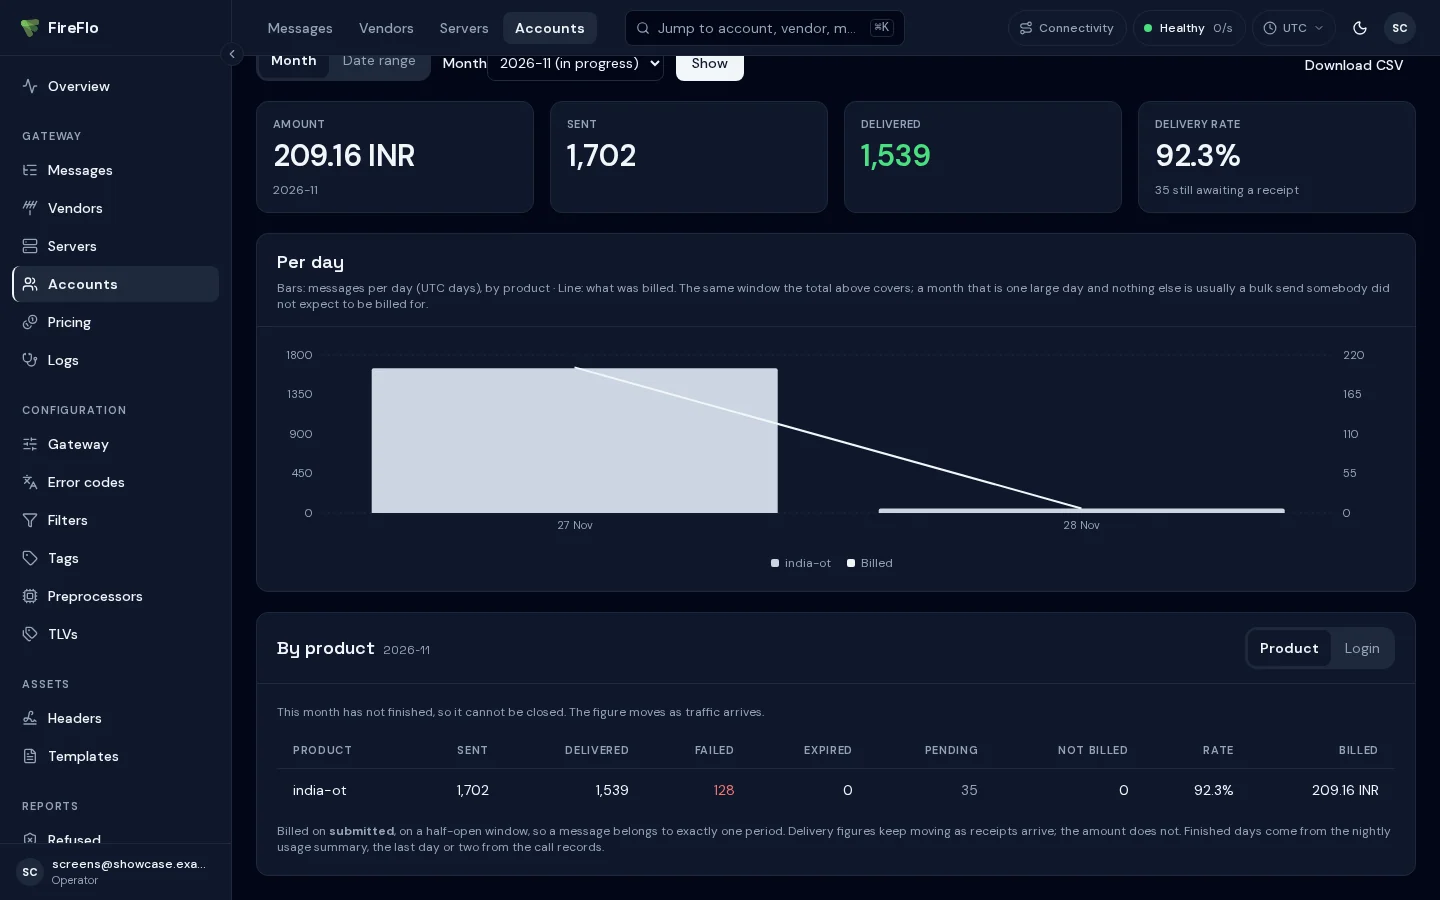 FireFlo
Messages Vendors Servers Accounts
Jump to account, vendor, m... ⌘K
Connectivity
Healthy 0/s
UTC
SC
Overview
GATEWAY
Messages
Vendors
Servers
Accounts
Pricing
Logs
CONFIGURATION
Gateway
Error codes
Filters
Tags
Preprocessors
TLVs
ASSETS
Headers
Templates
REPORTS
Refused
SC screens@showcase.exa...
Operator
Month Date range Month 2026-11 (in progress) Show Download CSV
AMOUNT
209.16 INR
2026-11
SENT
1,702
DELIVERED
1,539
DELIVERY RATE
92.3%
35 still awaiting a receipt
Per day
Bars: messages per day (UTC days), by product · Line: what was billed. The same window the total above covers; a month that is one large day and nothing else is usually a bulk send somebody did
not expect to be billed for.
1800 220
1350 165
900 110
450 55
0 0
27 Nov 28 Nov
india-ot Billed
By product 2026-11
Product Login
This month has not finished, so it cannot be closed. The figure moves as traffic arrives.
PRODUCT SENT DELIVERED FAILED EXPIRED PENDING NOT BILLED RATE BILLED
india-ot 1,702 1,539 128 0 35 0 92.3% 209.16 INR
Billed on submitted, on a half-open window, so a message belongs to exactly one period. Delivery figures keep moving as receipts arrive; the amount does not. Finished days come from the nightly
usage summary, the last day or two from the call records.